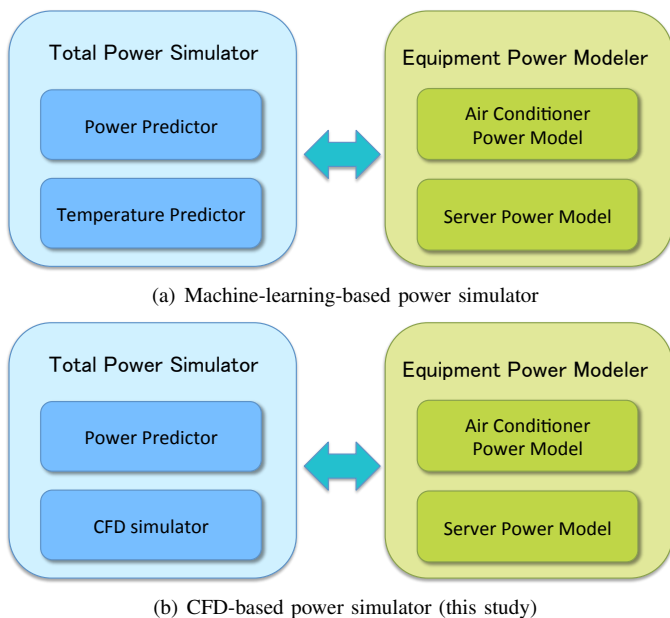 Total Power Simulator
Power Predictor
Temperature Predictor
Equipment Power Modeler
Air Conditioner
Power Model
Server Power Model
(a) Machine-learning-based power simulator
Total Power Simulator
Power Predictor
CFD simulator
Equipment Power Modeler
Air Conditioner
Power Model
Server Power Model
(b) CFD-based power simulator (this study)